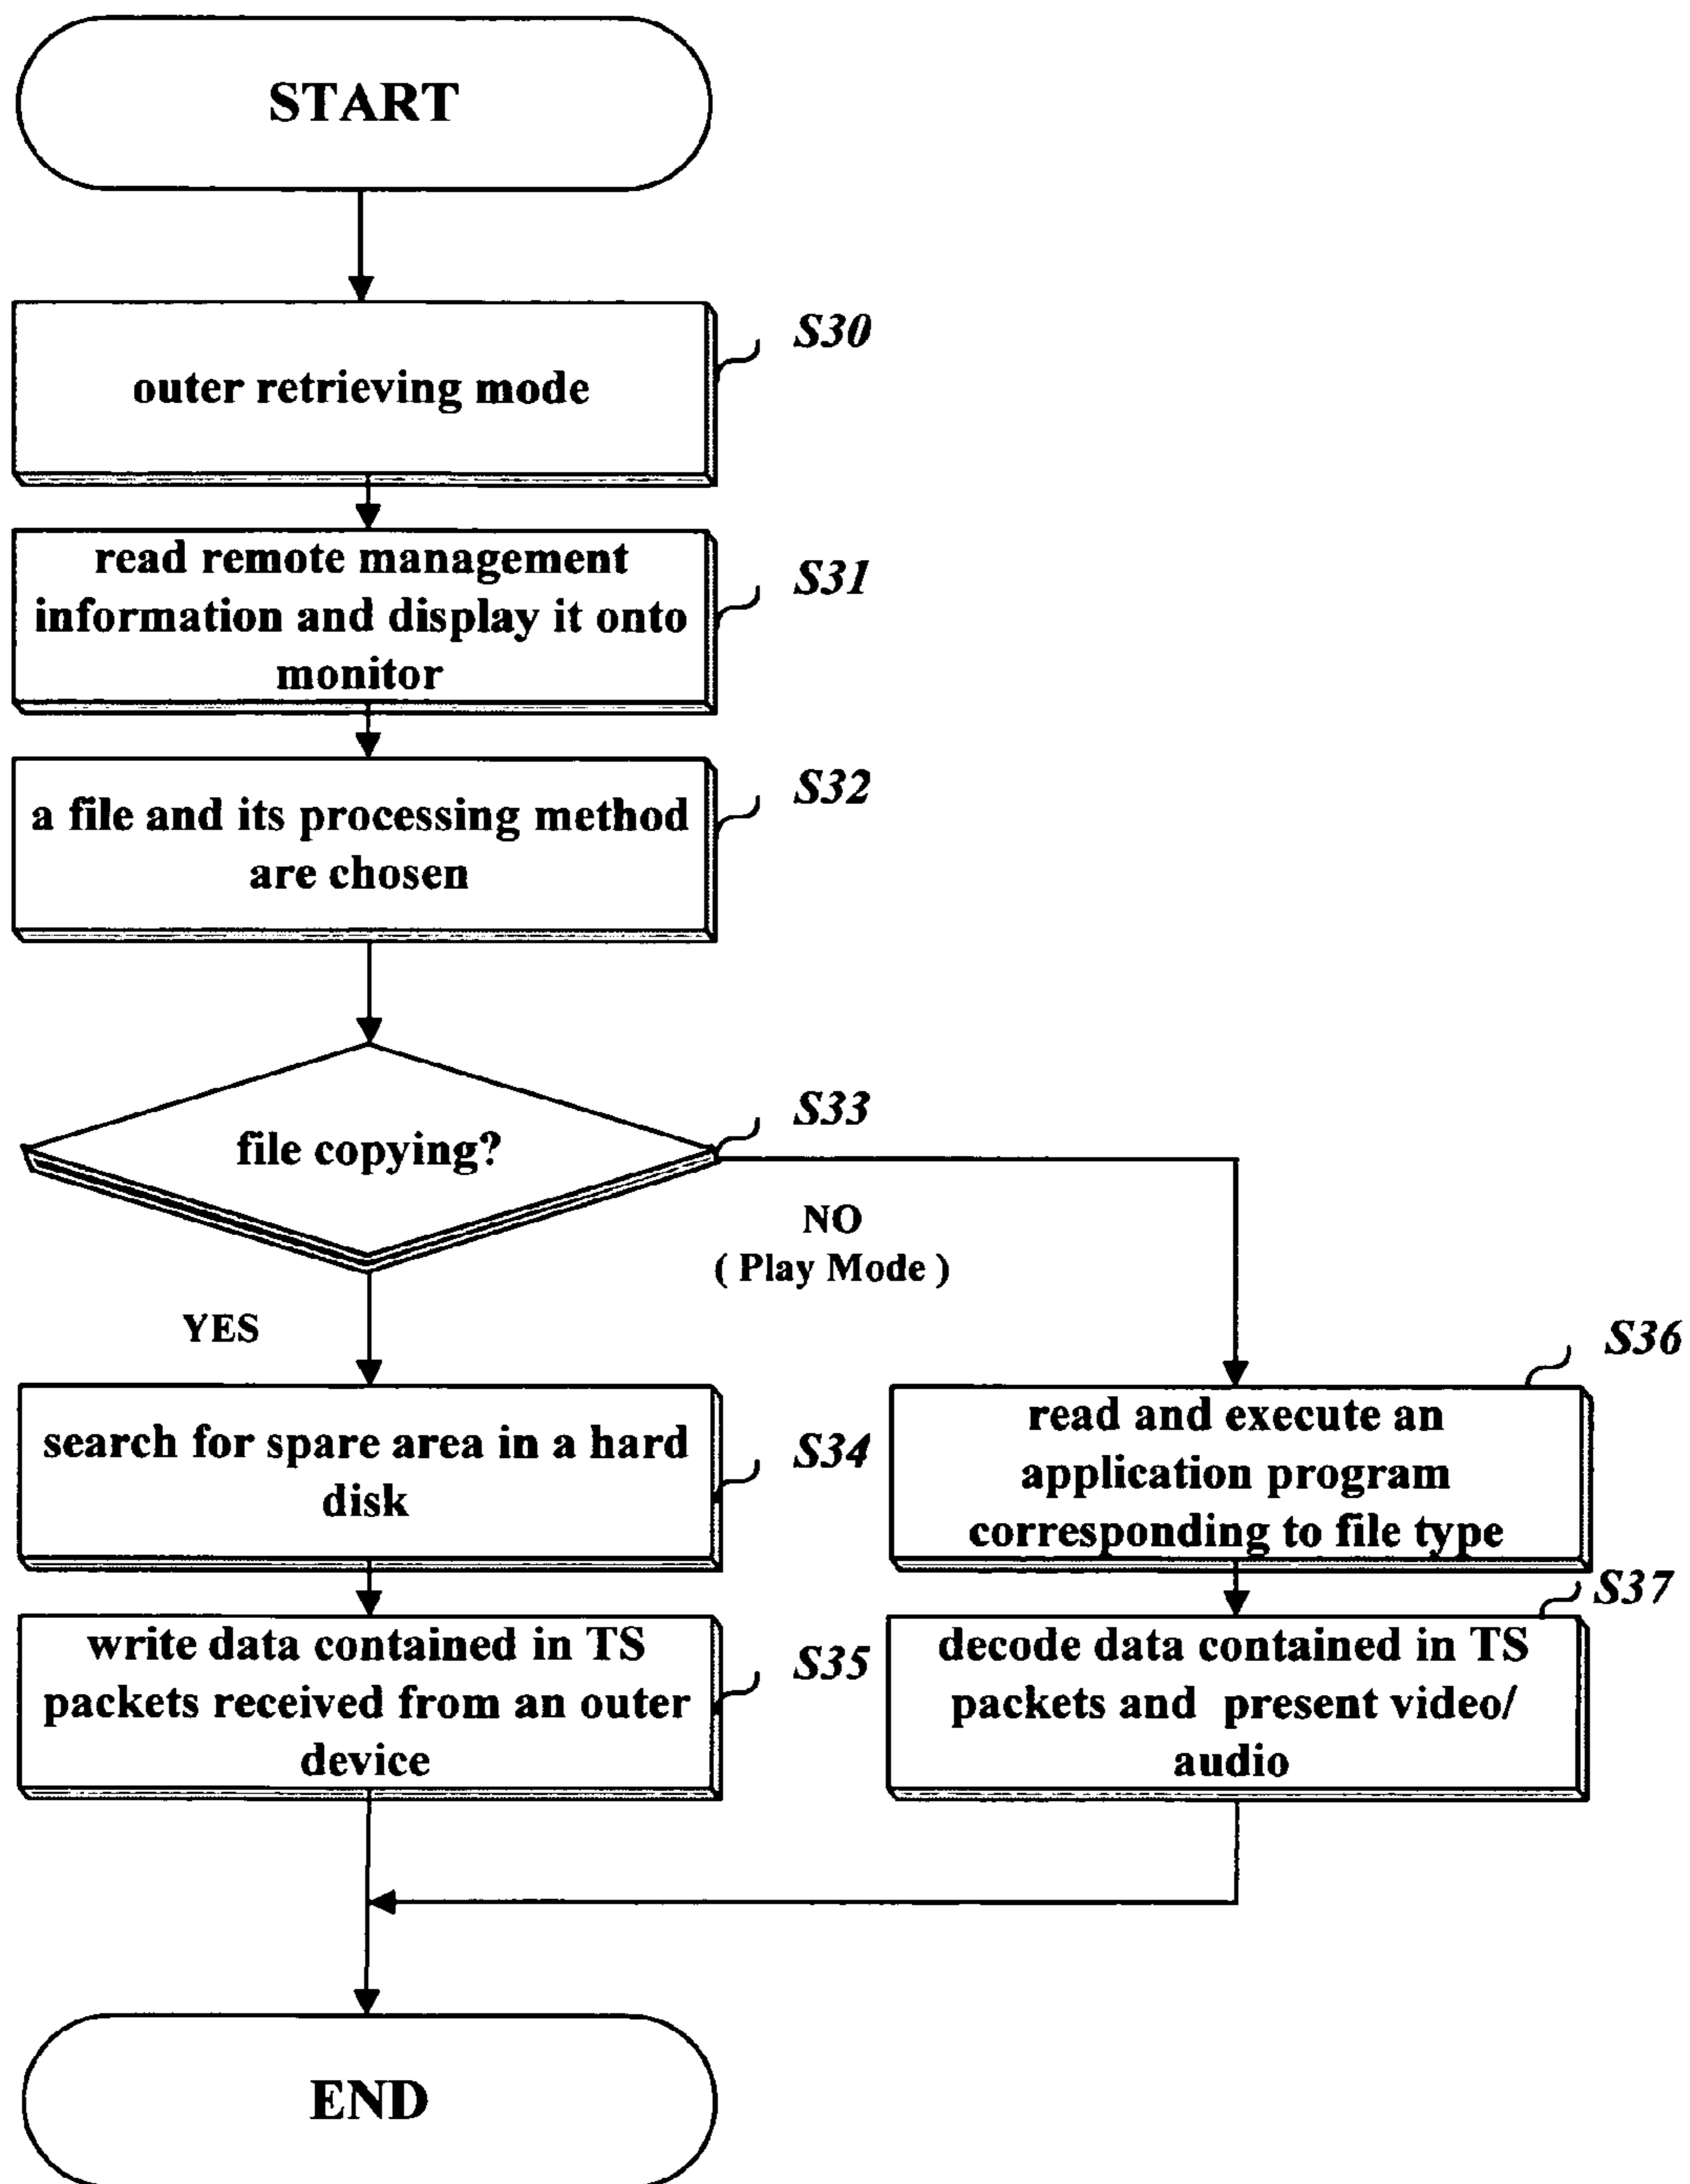 START
S30
outer retrieving mode
S31
read remote management
information and display it onto
monitor
S32
a file and its processing method
are chosen
S33
file copying?
NO
( Play Mode )
YES
S34
search for spare area in a hard
disk
S36
read and execute an
application program
corresponding to file type
S35
write data contained in TS
packets received from an outer
device
S37
decode data contained in TS
packets and present video/
audio
END